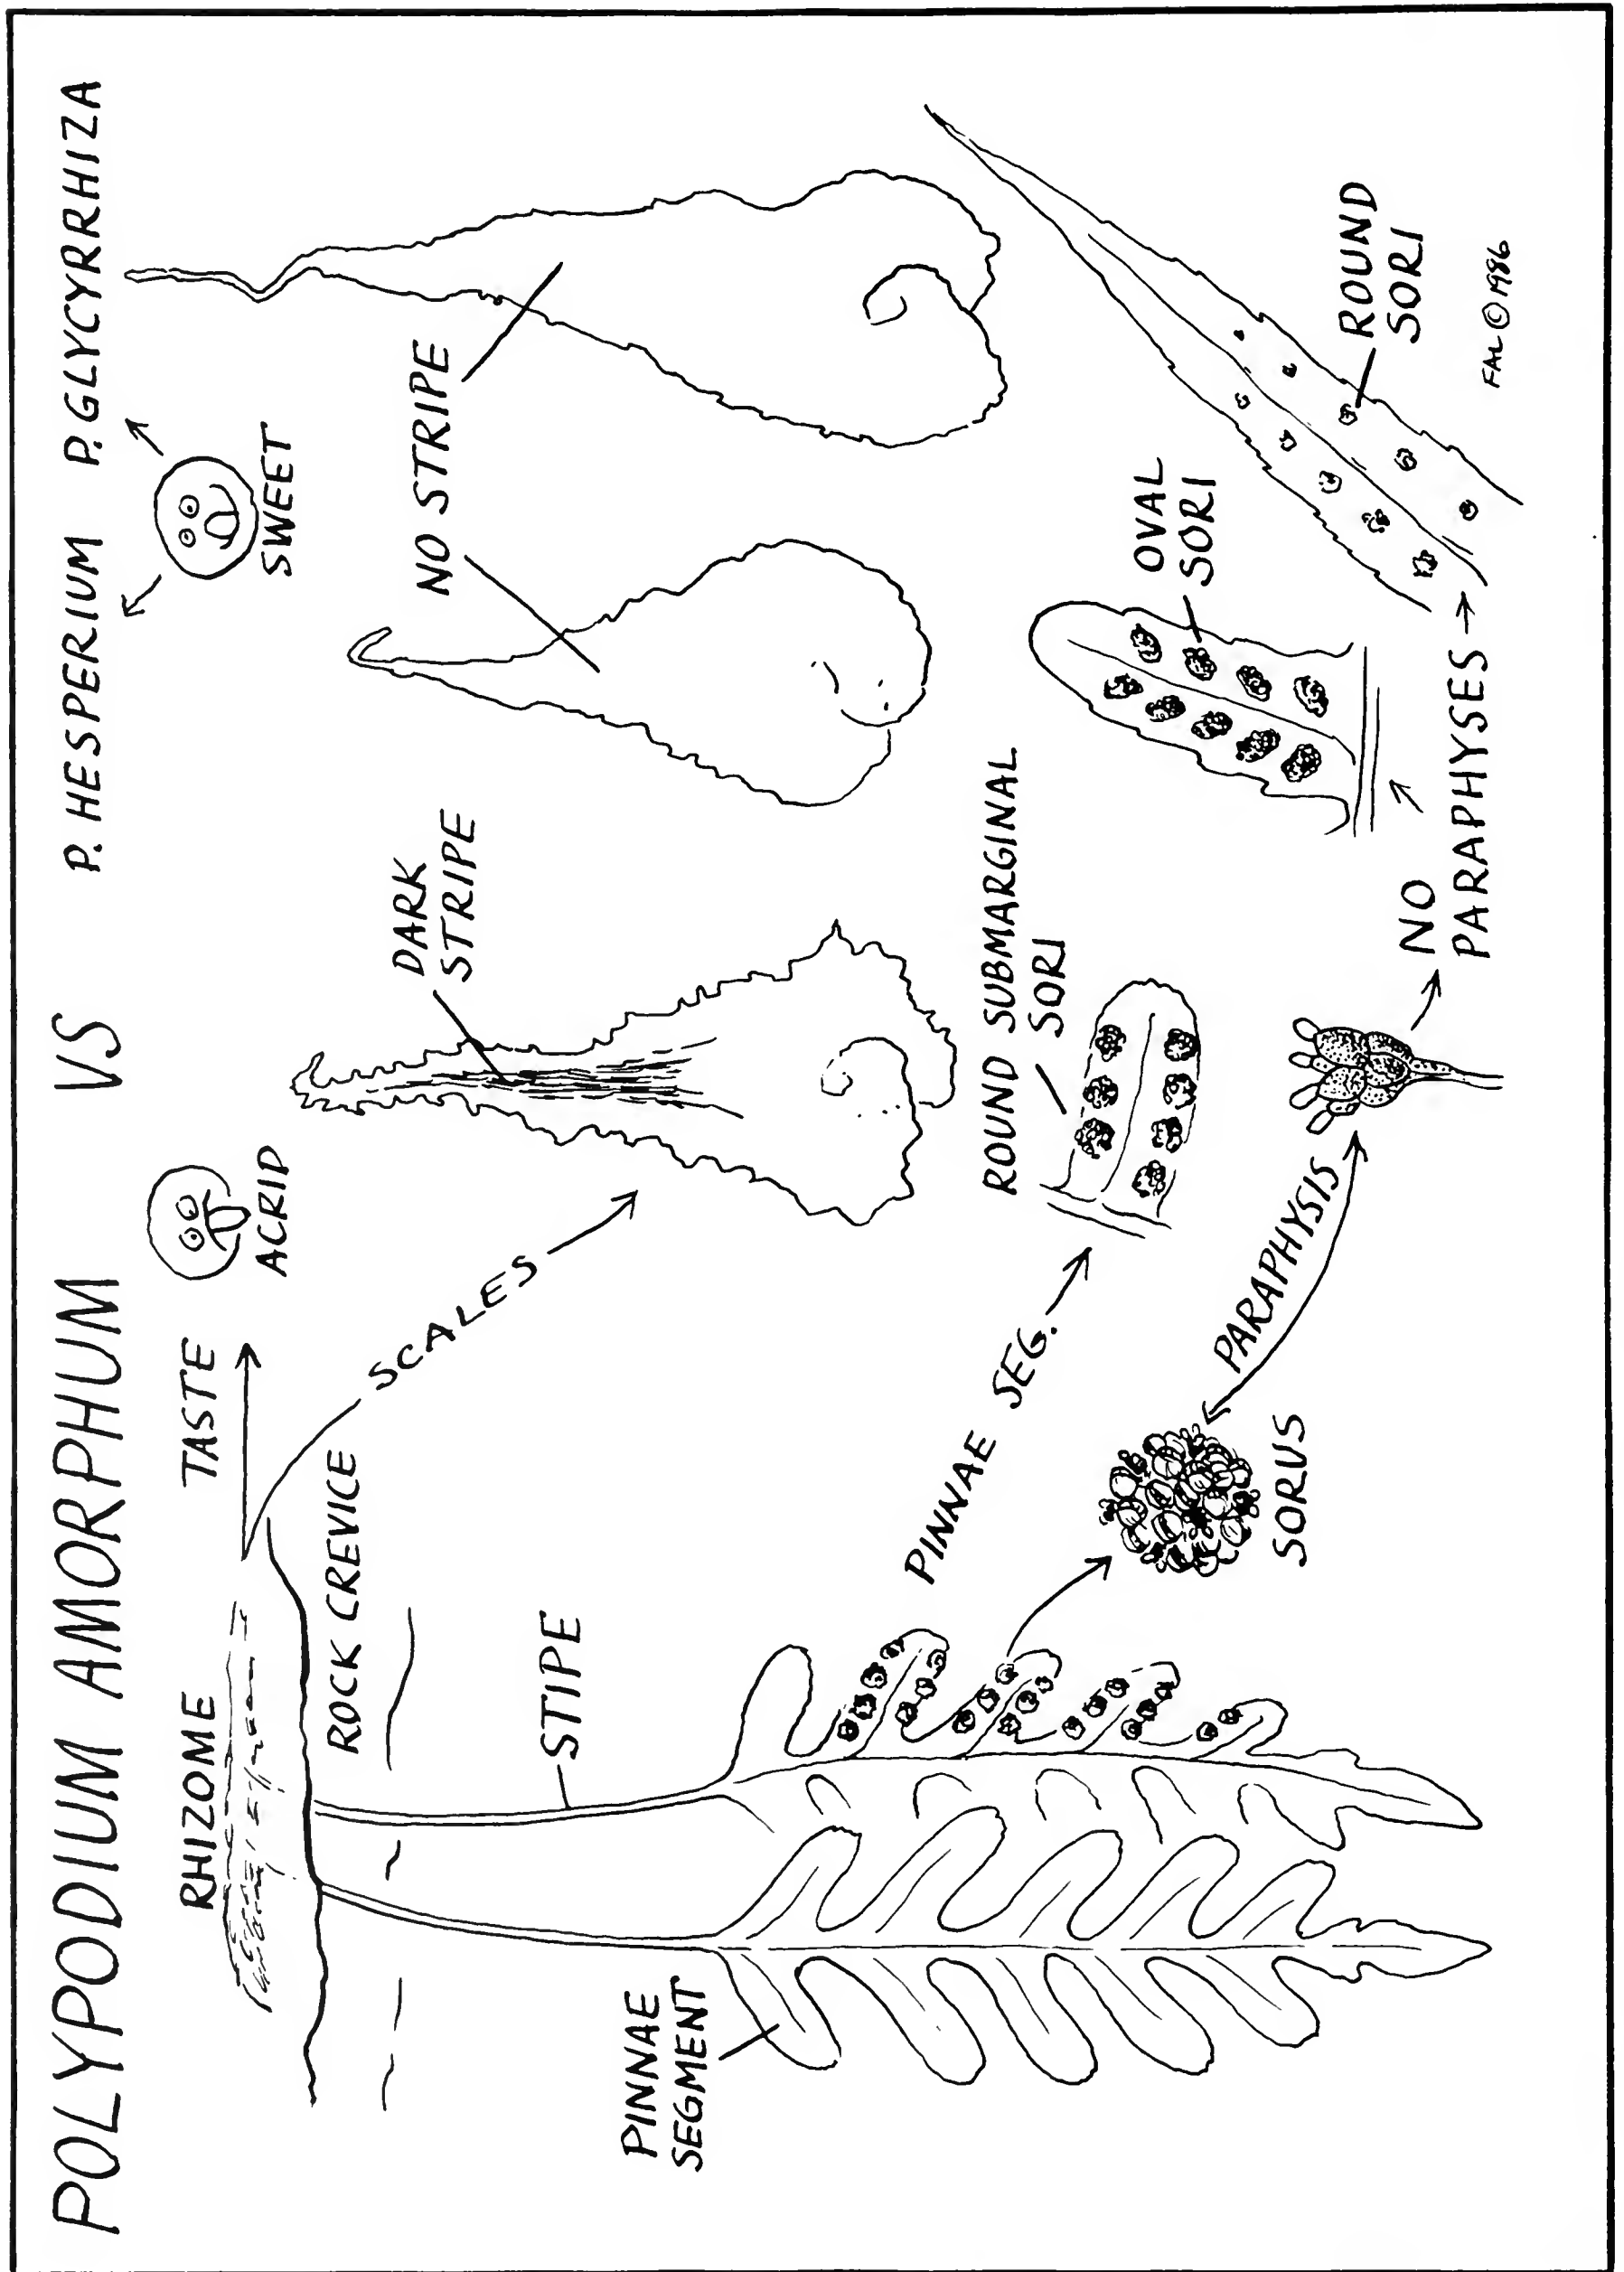 POLYPODIUM AMORPHUM VS P. HESPERIUM P. GLYCYRRHIZA
RHIZOME
TASTE
ACRIP
SWEET
ROCK CREVICE
SCALES
DARK
STRIPE
NO STRIPE
STIPE
PINNAE
SEGMENT
PINNAE SEG.
ROUND SUBMARGINAL
SORI
OVAL
SORI
ROUND
SORI
SORUS
PARAPHYSIS
NO
PARAPHYSES
FAL © 1986